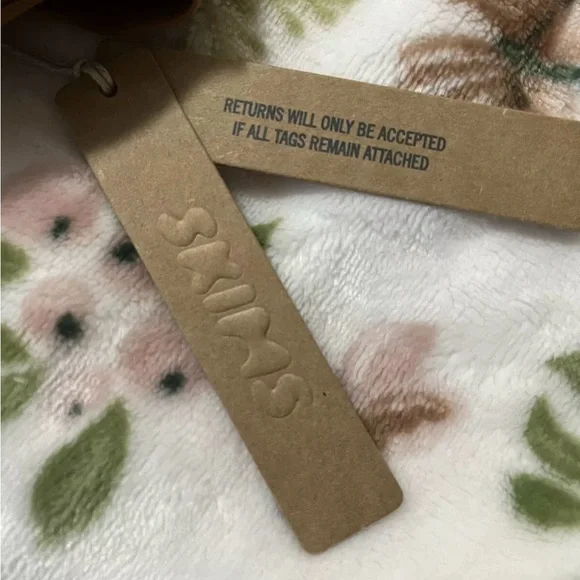 RETURNS WILL ONLY BE ACCEPTED
IF ALL TAGS REMAIN ATTACHED
SKIMS